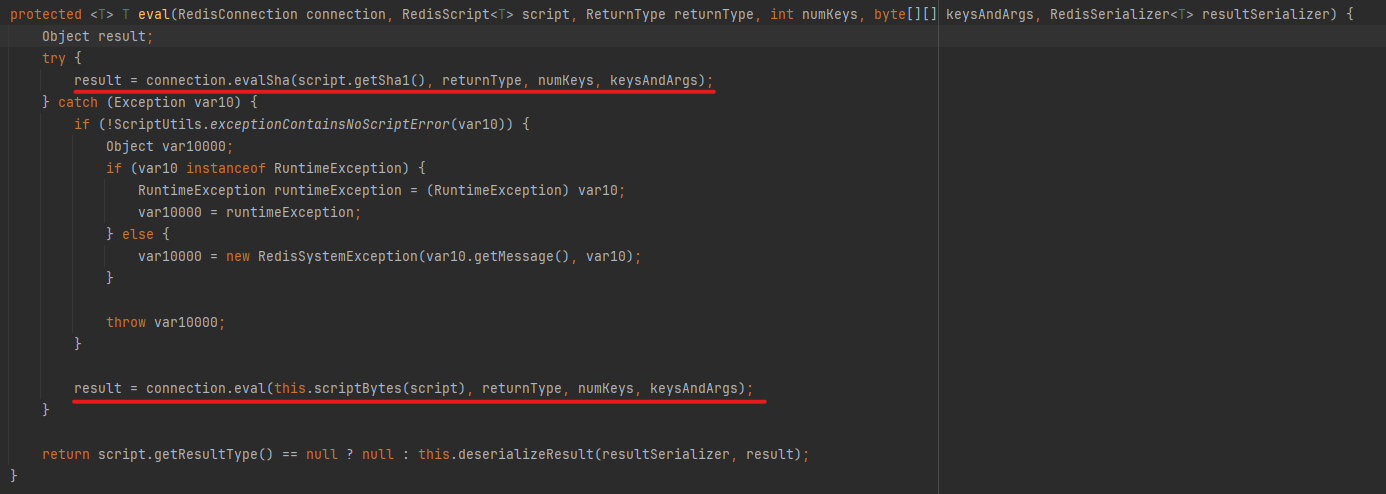 protected <T> T eval(RedisConnection connection, RedisScript<T> script, ReturnType returnType, int numKeys, byte[][] keysAndArgs, RedisSerializer<T> resultSerializer) {
    Object result;
    try {
        result = connection.evalSha(script.getSha1(), returnType, numKeys, keysAndArgs);
    } catch (Exception var10) {
        if (!ScriptUtils.exceptionContainsNoScriptError(var10)) {
            Object var10000;
            if (var10 instanceof RuntimeException) {
                RuntimeException runtimeException = (RuntimeException) var10;
                var10000 = runtimeException;
            } else {
                var10000 = new RedisSystemException(var10.getMessage(), var10);
            }

            throw var10000;
        }

        result = connection.eval(this.scriptBytes(script), returnType, numKeys, keysAndArgs);
    }

    return script.getResultType() == null ? null : this.deserializeResult(resultSerializer, result);
}